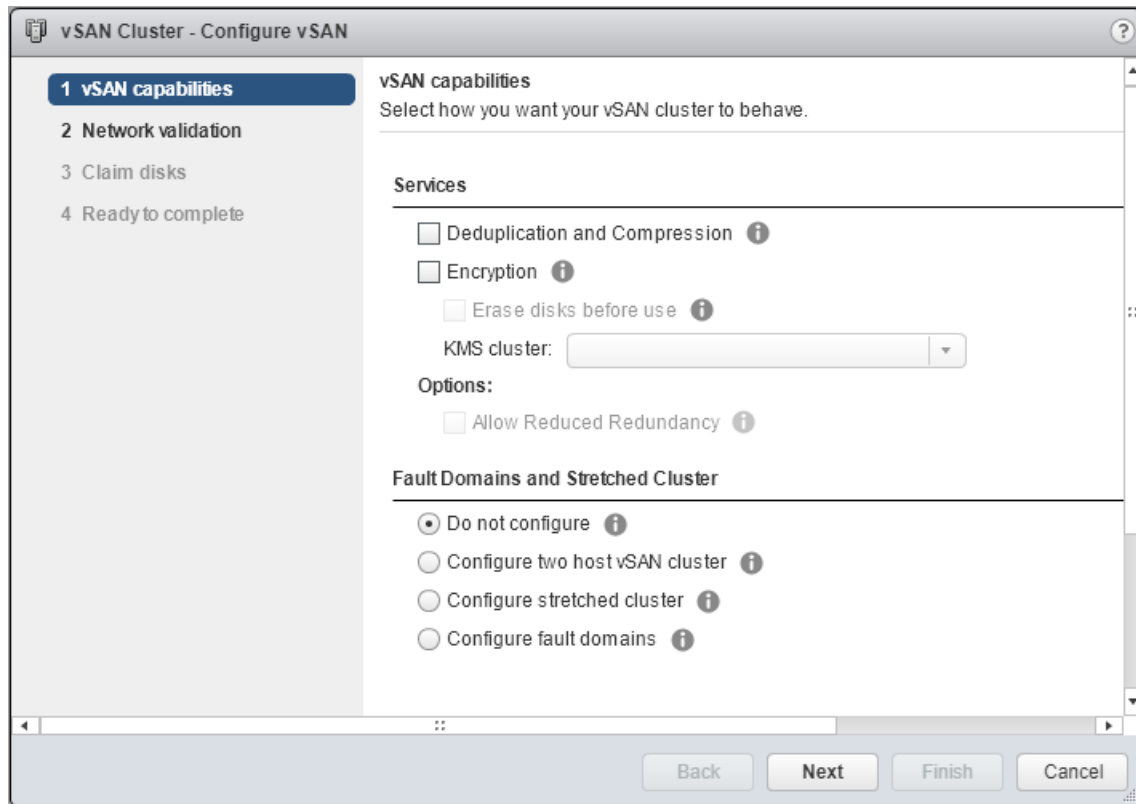 vSAN Cluster - Configure vSAN
?
1 vSAN capabilities
2 Network validation
3 Claim disks
4 Ready to complete
vSAN capabilities
Select how you want your vSAN cluster to behave.
Services
Deduplication and Compression
Encryption
Erase disks before use
KMS cluster:
Options:
Allow Reduced Redundancy
Fault Domains and Stretched Cluster
Do not configure
Configure two host vSAN cluster
Configure stretched cluster
Configure fault domains
Back Next Finish Cancel